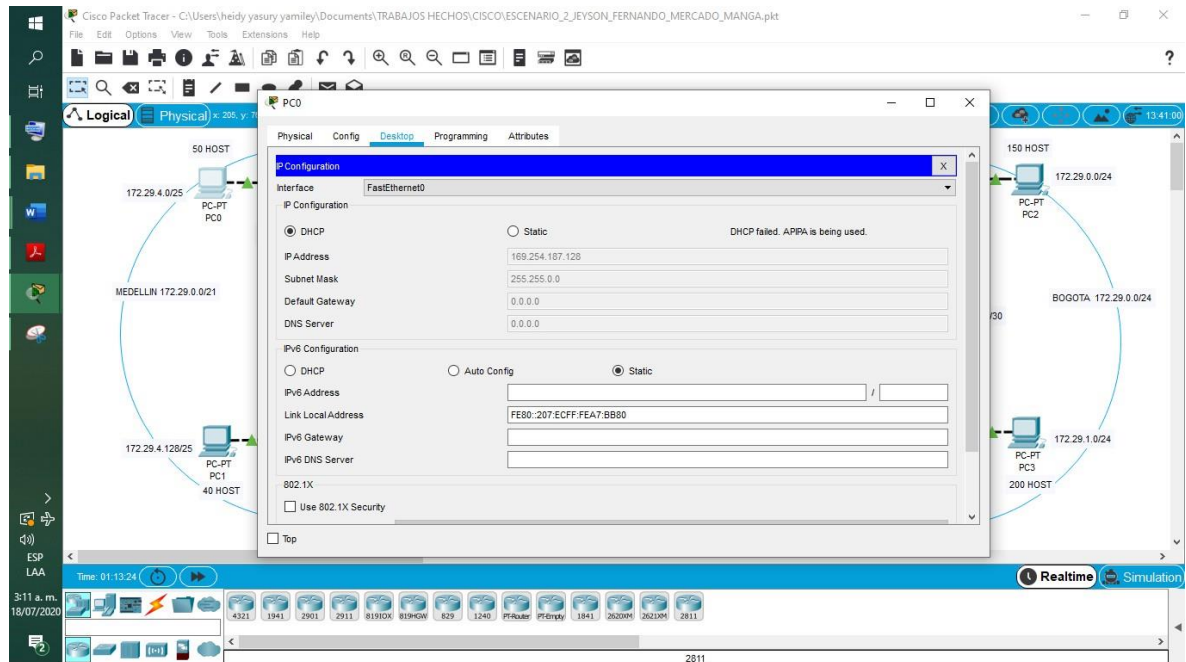 Cisco Packet Tracer - C:\Users\heidy yasury yamiley\Documents\TRABAJOS HECHOS\CISCO\ESCENARIO_2_JEYSON_FERNANDO_MERCADO_MANGA.pkt
File Edit Options View Tools Extensions Help
?
Logical
Physical
x: 205, y:
13:41:00
PC0
Physical Config Desktop Programming Attributes
IP Configuration
X
Interface FastEthernet0
IP Configuration
DHCP Static DHCP failed. APIPA is being used.
IP Address 169.254.187.128
Subnet Mask 255.255.0.0
Default Gateway 0.0.0.0
DNS Server 0.0.0.0
IPv6 Configuration
DHCP Auto Config Static
IPv6 Address /
Link Local Address FE80::207:ECFF:FEA7:BB80
IPv6 Gateway
IPv6 DNS Server
802.1X
Use 802.1X Security
Top
50 HOST
172.29.4.0/25
PC-PT
PC0
MEDELLIN 172.29.0.0/21
172.29.4.128/25
PC-PT
PC1
40 HOST
150 HOST
172.29.0.0/24
PC-PT
PC2
BOGOTA 172.29.0.0/24
/30
172.29.1.0/24
PC-PT
PC3
200 HOST
Time: 01:13:24
Realtime
Simulation
4321 1941 2901 2911 819IOX 819HGW 829 1240 PT-Router PT-Empty 1841 2620XM 2621XM 2811
2811
ESP
LAA
3:11 a. m.
18/07/2020
2